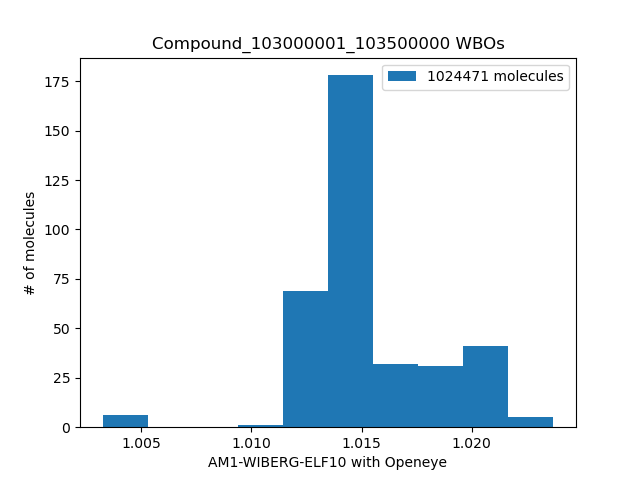 Compound_103000001_103500000 WBOs
1024471 molecules
# of molecules
175
150
125
100
75
50
25
0
1.005 1.010 1.015 1.020
AM1-WIBERG-ELF10 with Openeye